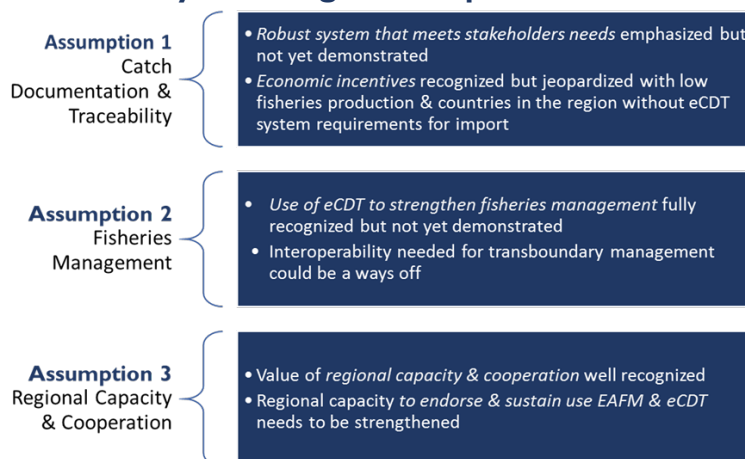 Assumption 1
Catch
Documentation &
Traceability
• Robust system that meets stakeholders needs emphasized but
not yet demonstrated
• Economic incentives recognized but jeopardized with low
fisheries production & countries in the region without eCDT
system requirements for import
Assumption 2
Fisheries
Management
• Use of eCDT to strengthen fisheries management fully
recognized but not yet demonstrated
• Interoperability needed for transboundary management
could be a ways off
Assumption 3
Regional Capacity
& Cooperation
• Value of regional capacity & cooperation well recognized
• Regional capacity to endorse & sustain use EAFM & eCDT
needs to be strengthened